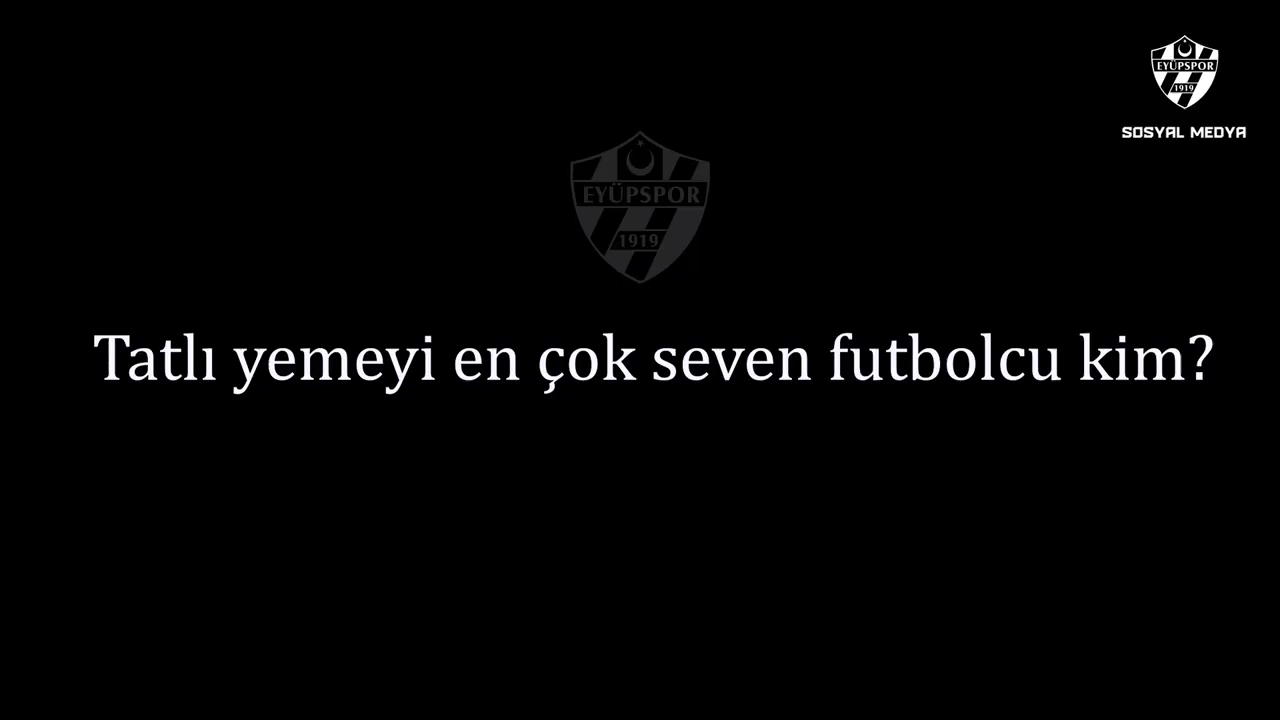 EYÜPSPOR
1919
SOSYAL MEDYA
EYÜPSPOR
1919
Tatlı yemeyi en çok seven futbolcu kim?